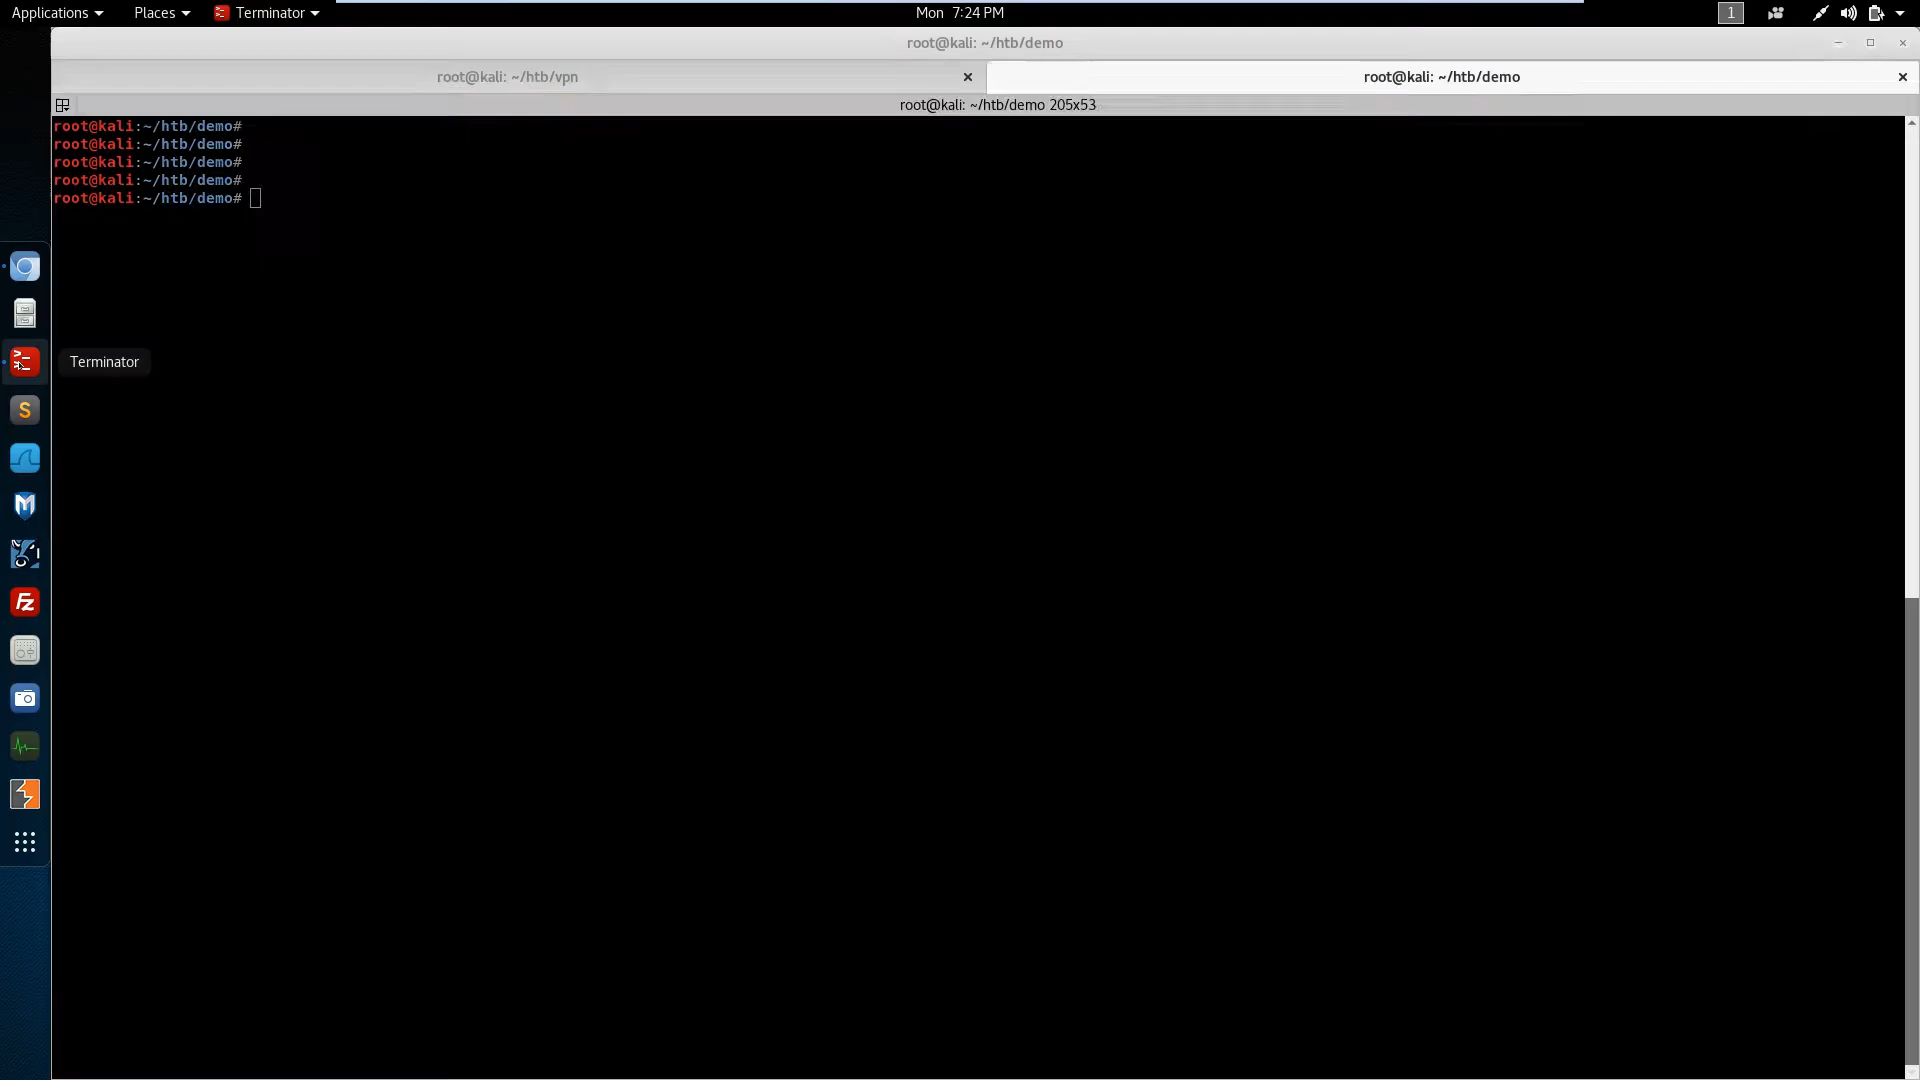 Applications Places Terminator Mon 7:24 PM 1
root@kali: ~/htb/demo
root@kali: ~/htb/vpn × root@kali: ~/htb/demo ×
root@kali: ~/htb/demo 205x53
root@kali:~/htb/demo#
root@kali:~/htb/demo#
root@kali:~/htb/demo#
root@kali:~/htb/demo#
root@kali:~/htb/demo#
Terminator
S
M
FZ